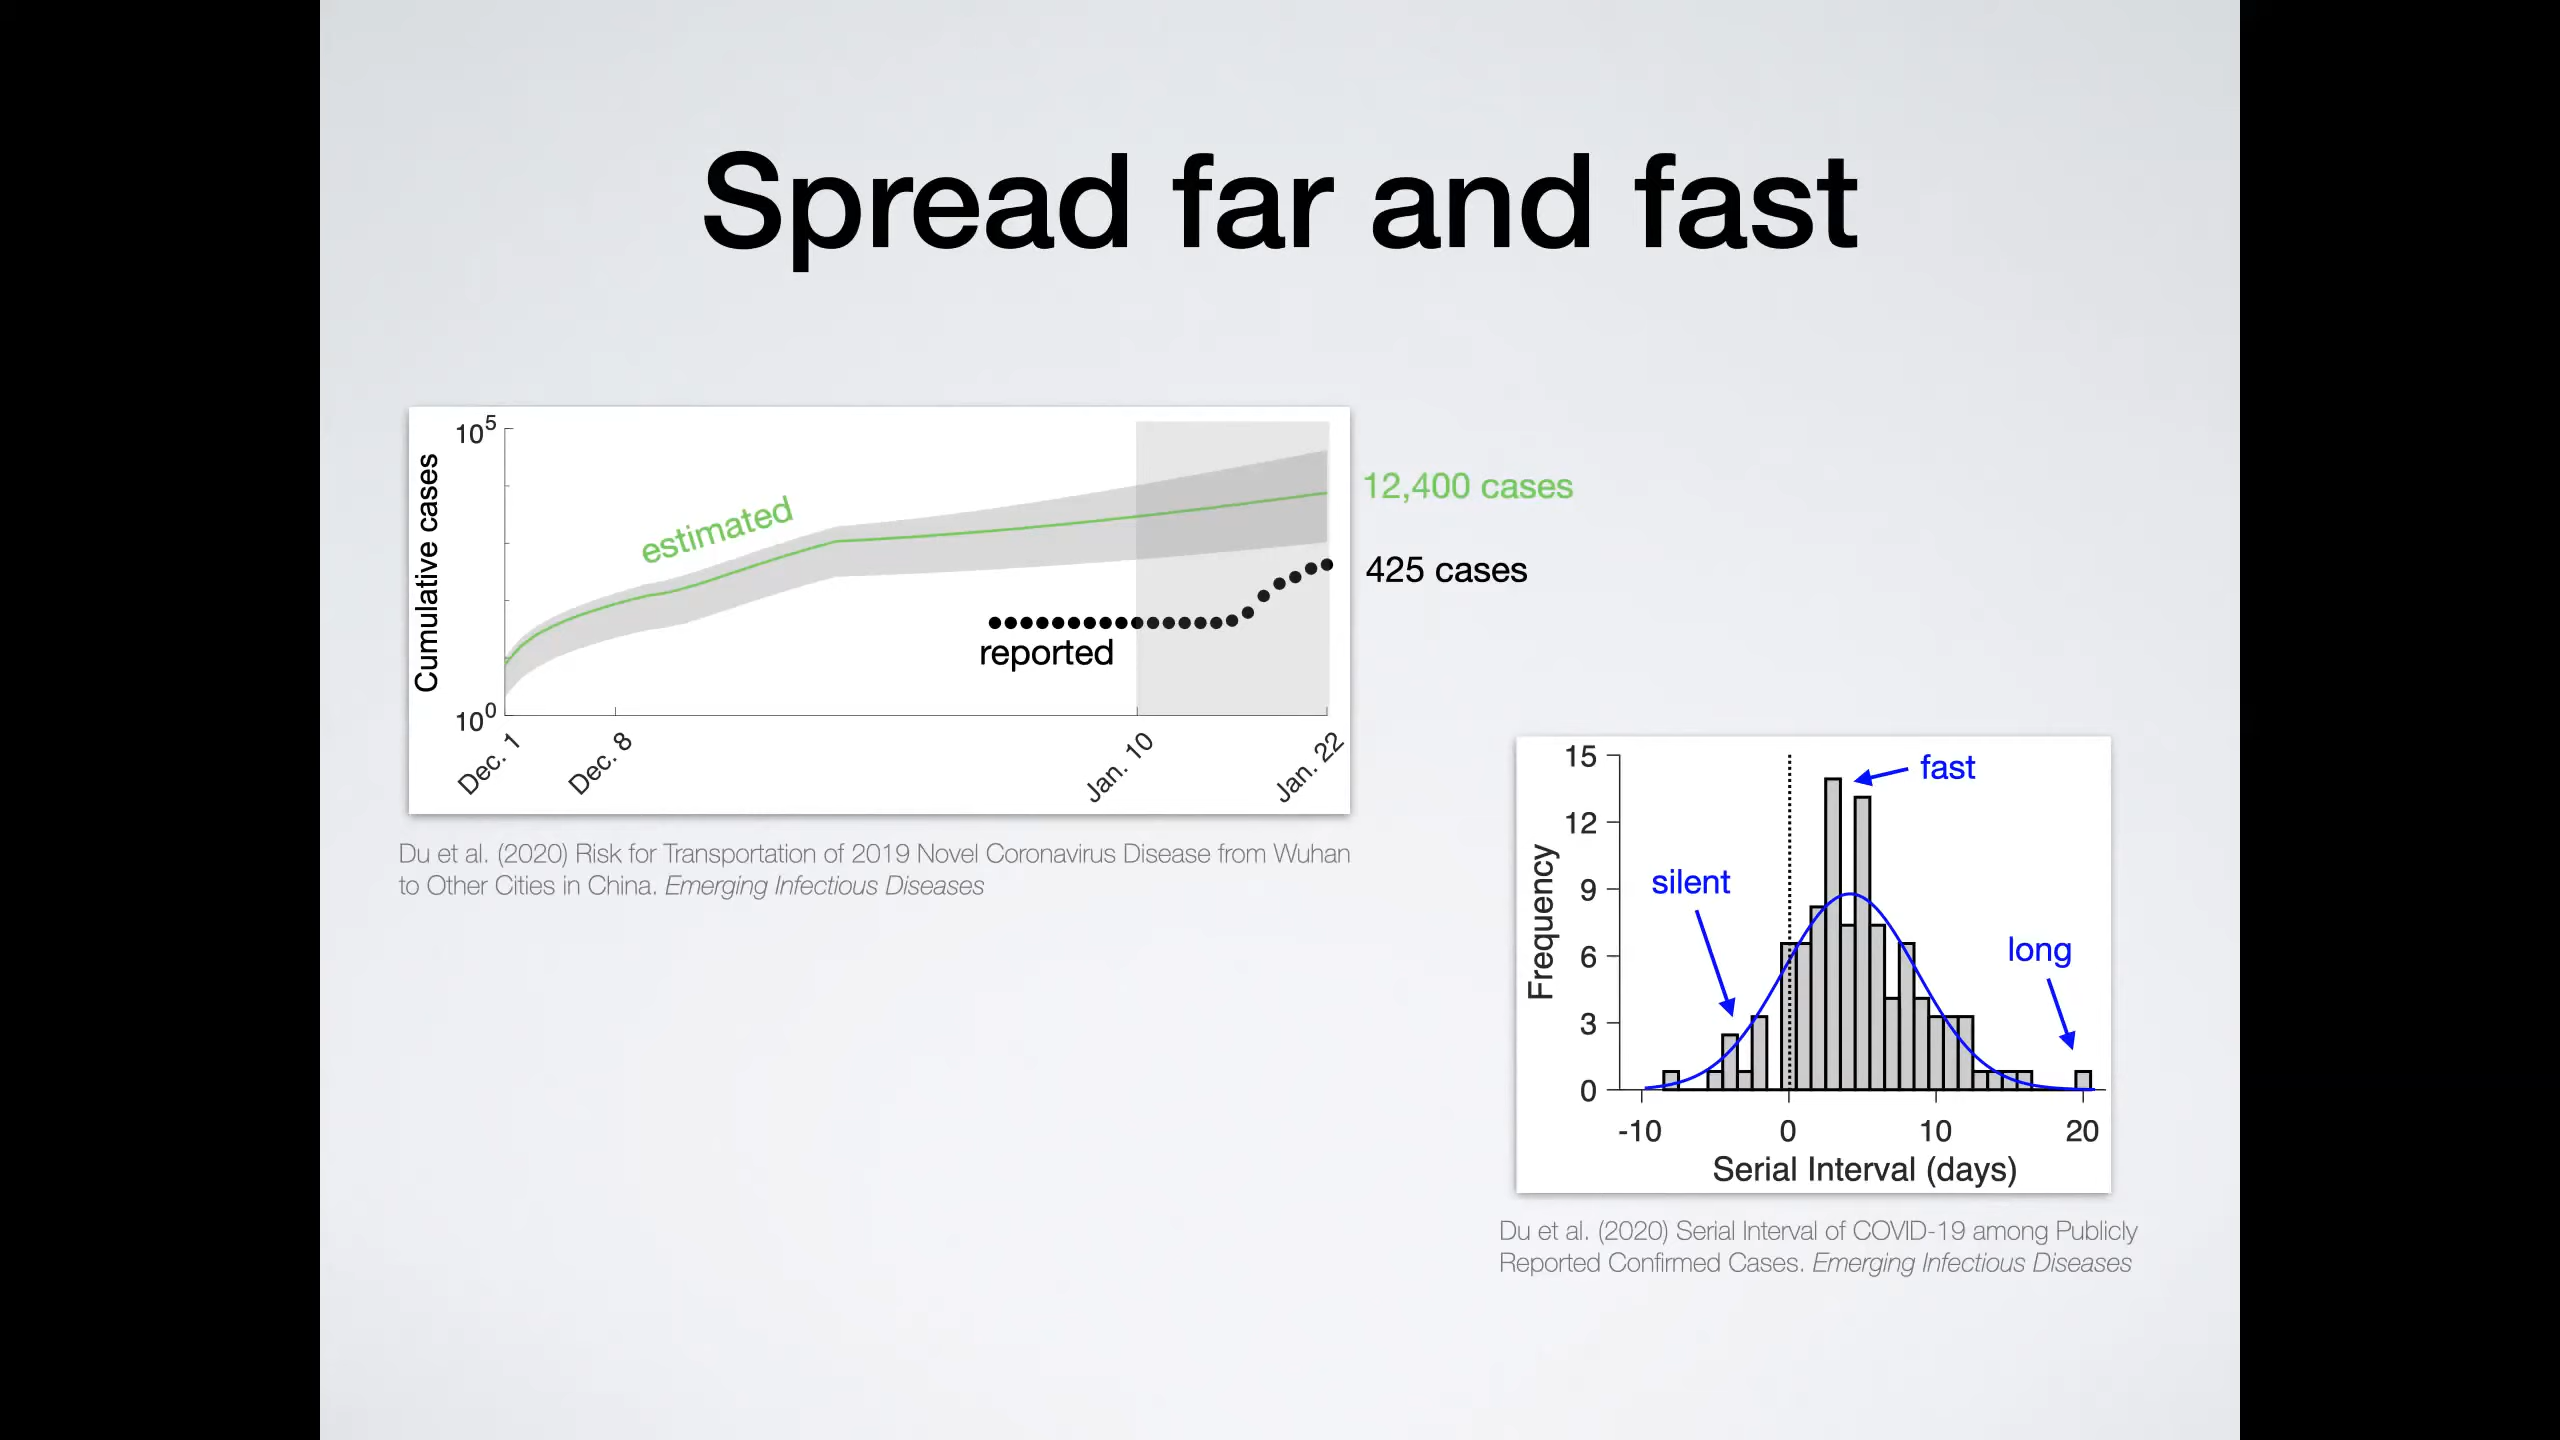 Spread far and fast
10⁵
10⁰
Cumulative cases
estimated
reported
12,400 cases
425 cases
Dec. 1
Dec. 8
Jan. 10
Jan. 22
Du et al. (2020) Risk for Transportation of 2019 Novel Coronavirus Disease from Wuhan
to Other Cities in China. Emerging Infectious Diseases
15
12
9
6
3
0
Frequency
silent
fast
long
-10
0
10
20
Serial Interval (days)
Du et al. (2020) Serial Interval of COVID-19 among Publicly
Reported Confirmed Cases. Emerging Infectious Diseases